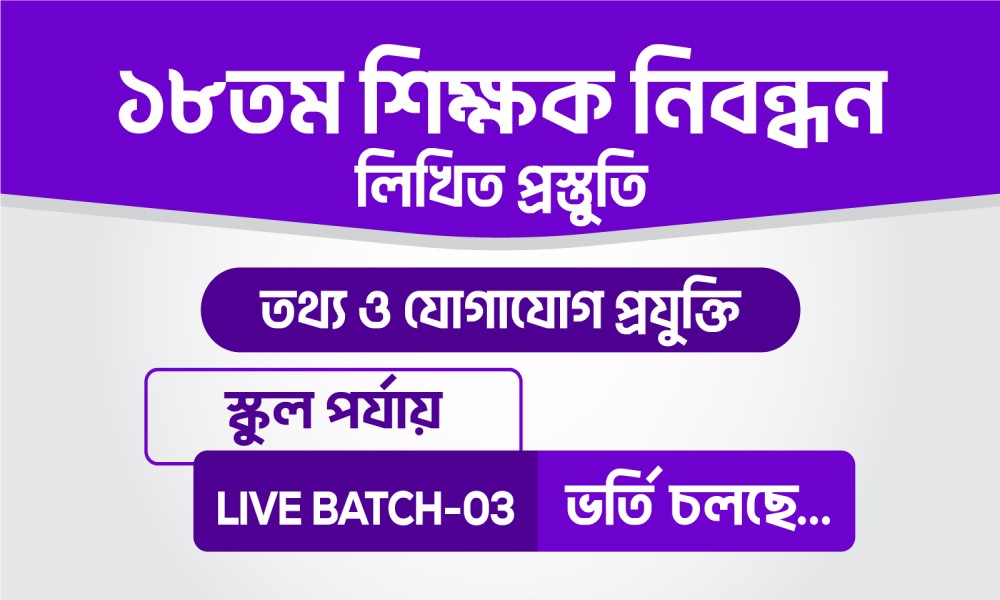 ১৮তম শিক্ষক নিবন্ধন
লিখিত প্রস্তুতি
তথ্য ও যোগাযোগ প্রযুক্তি
স্কুল পর্যায়
LIVE BATCH-03 ভর্তি চলছে...